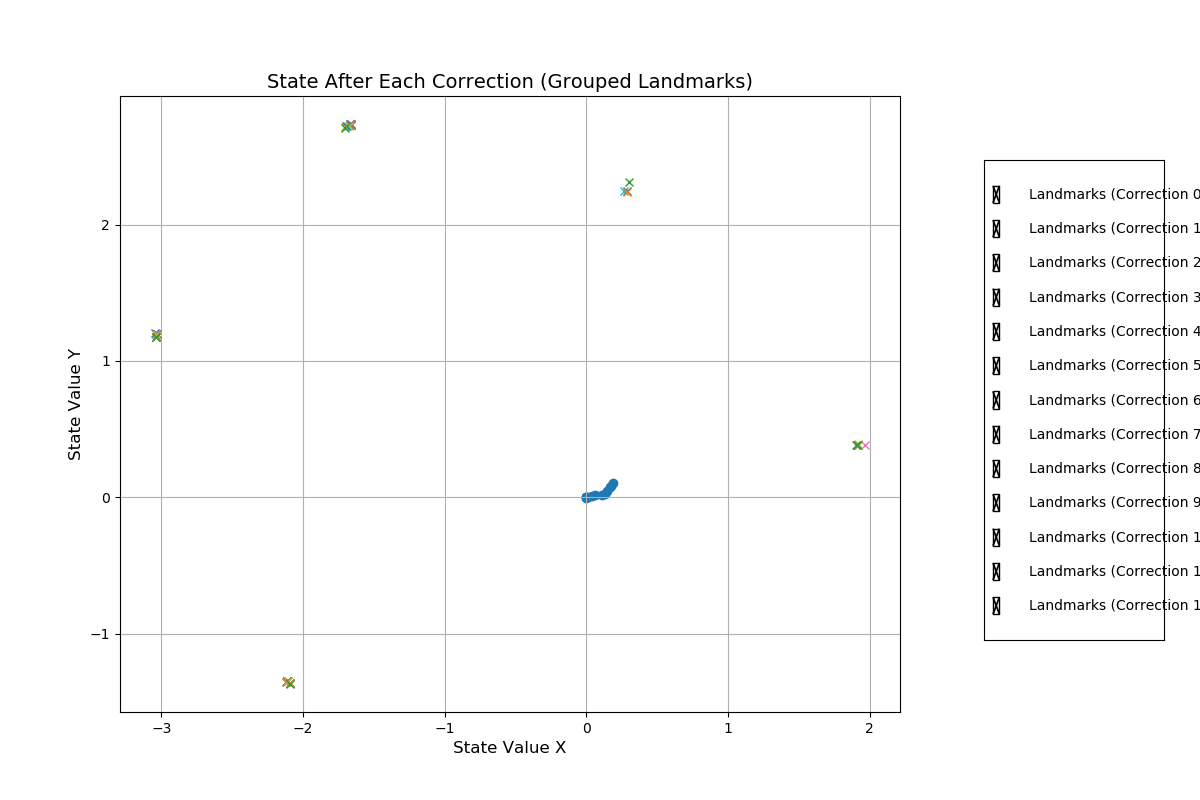 State After Each Correction (Grouped Landmarks)
State Value Y
2
1
0
−1
−3
−2
−1
0
1
2
State Value X
Landmarks (Correction 0
Landmarks (Correction 1
Landmarks (Correction 2
Landmarks (Correction 3
Landmarks (Correction 4
Landmarks (Correction 5
Landmarks (Correction 6
Landmarks (Correction 7
Landmarks (Correction 8
Landmarks (Correction 9
Landmarks (Correction 1
Landmarks (Correction 1
Landmarks (Correction 1